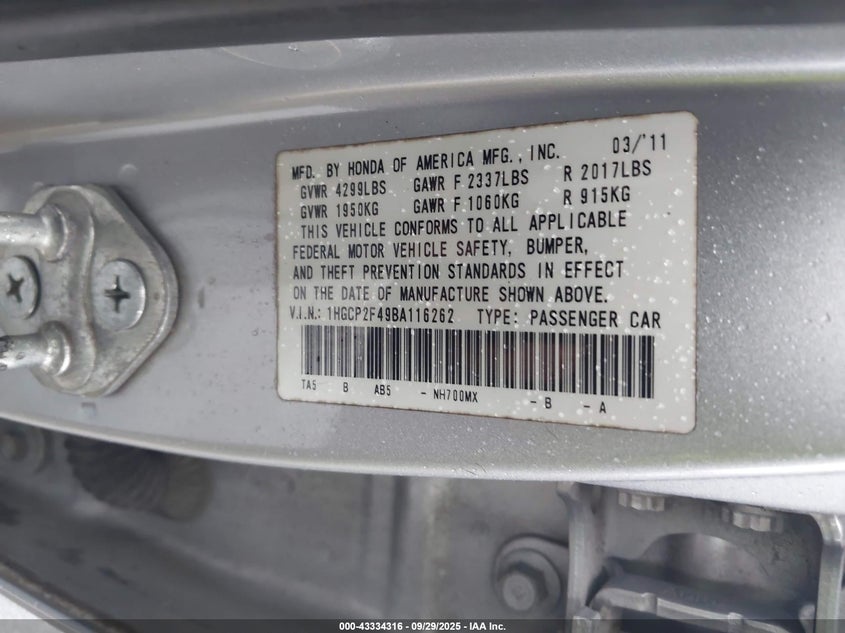 MFD. BY HONDA OF AMERICA MFG., INC. 03/'11
GVWR 4299LBS GAWR F 2337LBS R 2017LBS
GVWR 1950KG GAWR F 1060KG R 915KG
THIS VEHICLE CONFORMS TO ALL APPLICABLE
FEDERAL MOTOR VEHICLE SAFETY, BUMPER,
AND THEFT PREVENTION STANDARDS IN EFFECT
ON THE DATE OF MANUFACTURE SHOWN ABOVE.
V.I.N.: 1HGCP2F49BA116262 TYPE: PASSENGER CAR
TA5 B AB5 - NH700MX - B - A
000-43334316 - 09/29/2025 - IAA Inc.